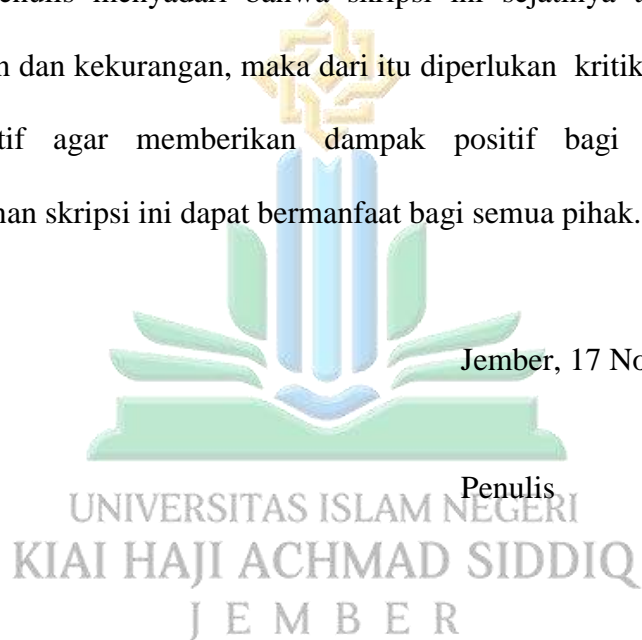 enulis menyadari bahwa skripsi ini sejatinya
n dan kekurangan, maka dari itu diperlukan kritik
tif agar memberikan dampak positif bagi
nan skripsi ini dapat bermanfaat bagi semua pihak.
Jember, 17 No
Penulis
UNIVERSITAS ISLAM NEGERI
KIAI HAJI ACHMAD SIDDIQ
JEMBER